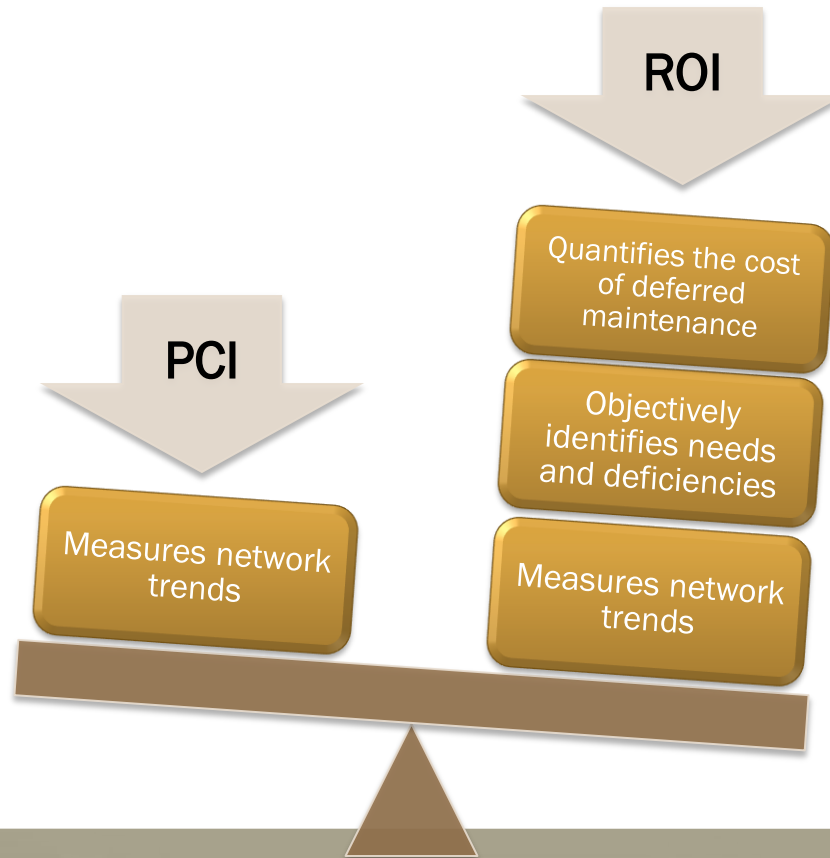 PCI
Measures network
trends
ROI
Quantifies the cost
of deferred
maintenance
Objectively
identifies needs
and deficiencies
Measures network
trends